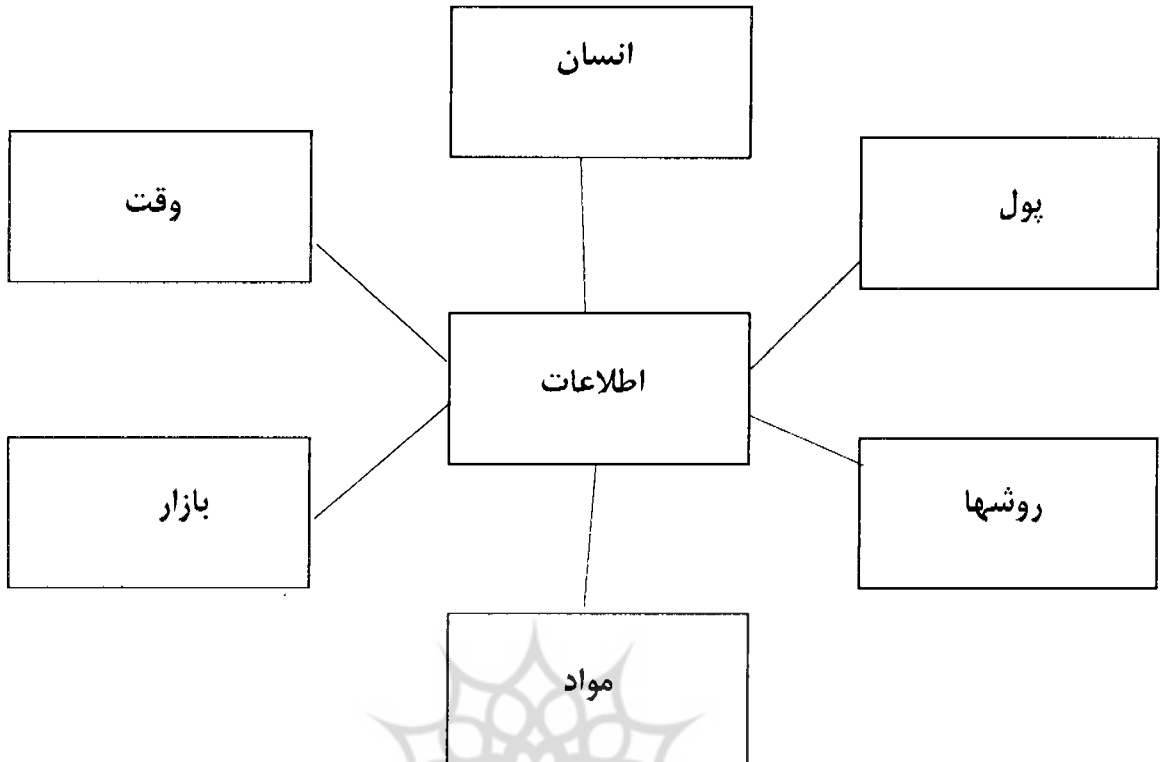 انسان
پول
وقت
اطلاعات
روشها
بازار
مواد